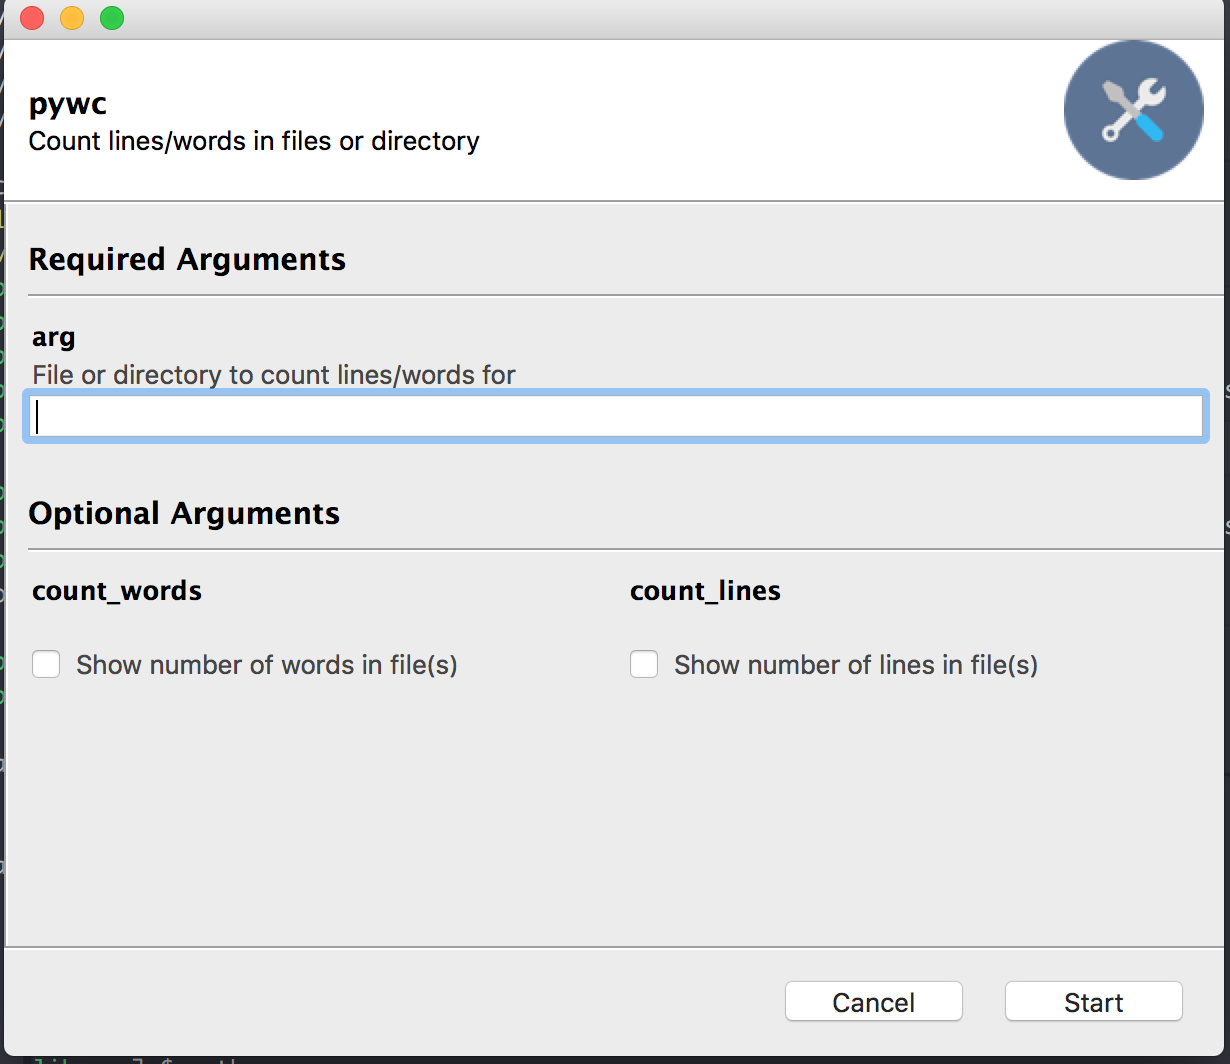 pywc
Count lines/words in files or directory
Required Arguments
arg
File or directory to count lines/words for
Optional Arguments
count_words
count_lines
Show number of words in file(s)
Show number of lines in file(s)
Cancel
Start